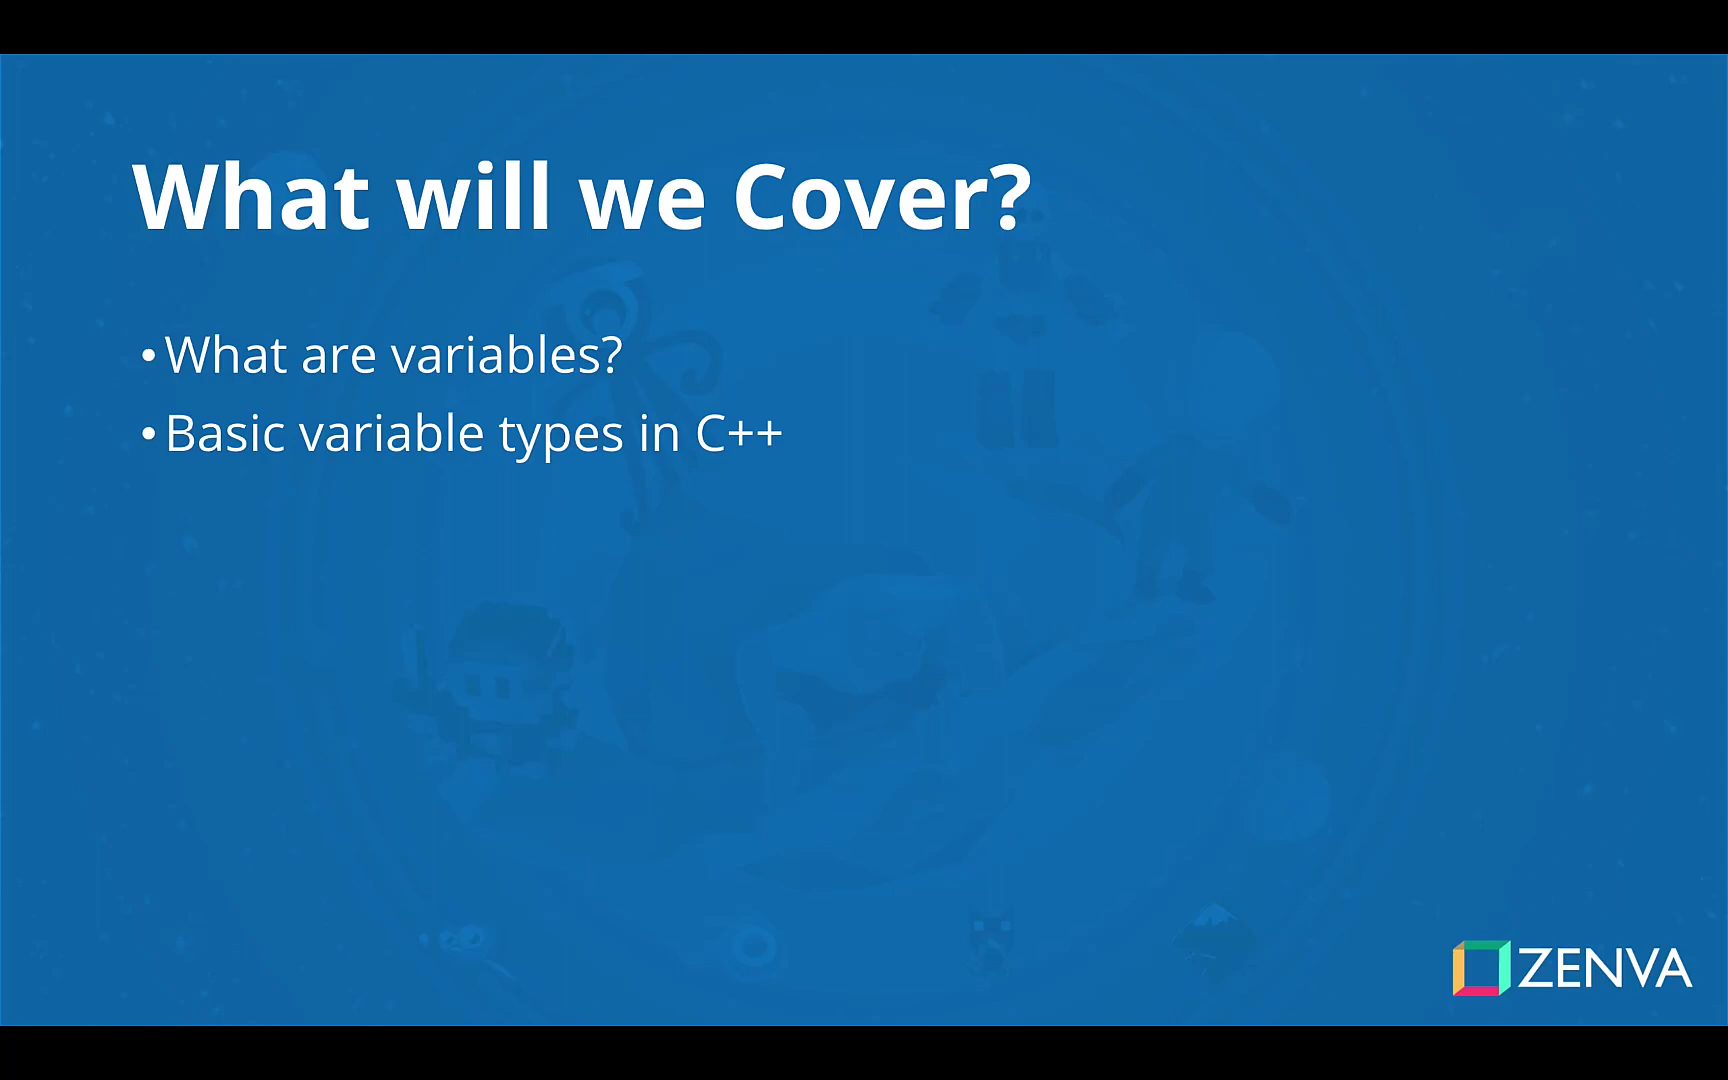 What will we Cover?
• What are variables?
• Basic variable types in C++
ZENVA